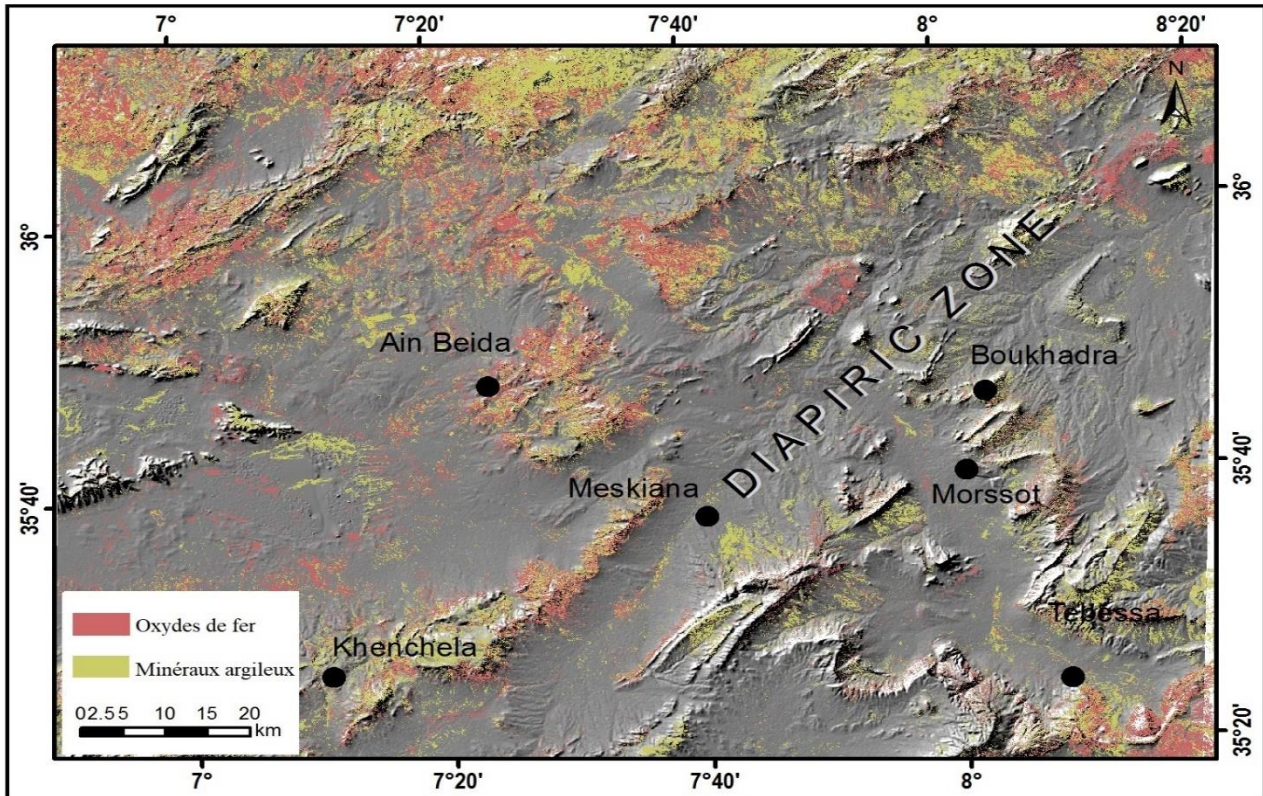 7° 7°20' 7°40' 8° 8°20'
N
36° 36°
DIAPIRIC ZONE
Ain Beida
Boukhadra
35°40'
Meskiana
Morssot
35°40'
Tebessa
Oxydes de fer
Khenchela
Minéraux argileux
02.55 10 15 20
km
35°20'
7° 7°20' 7°40' 8°